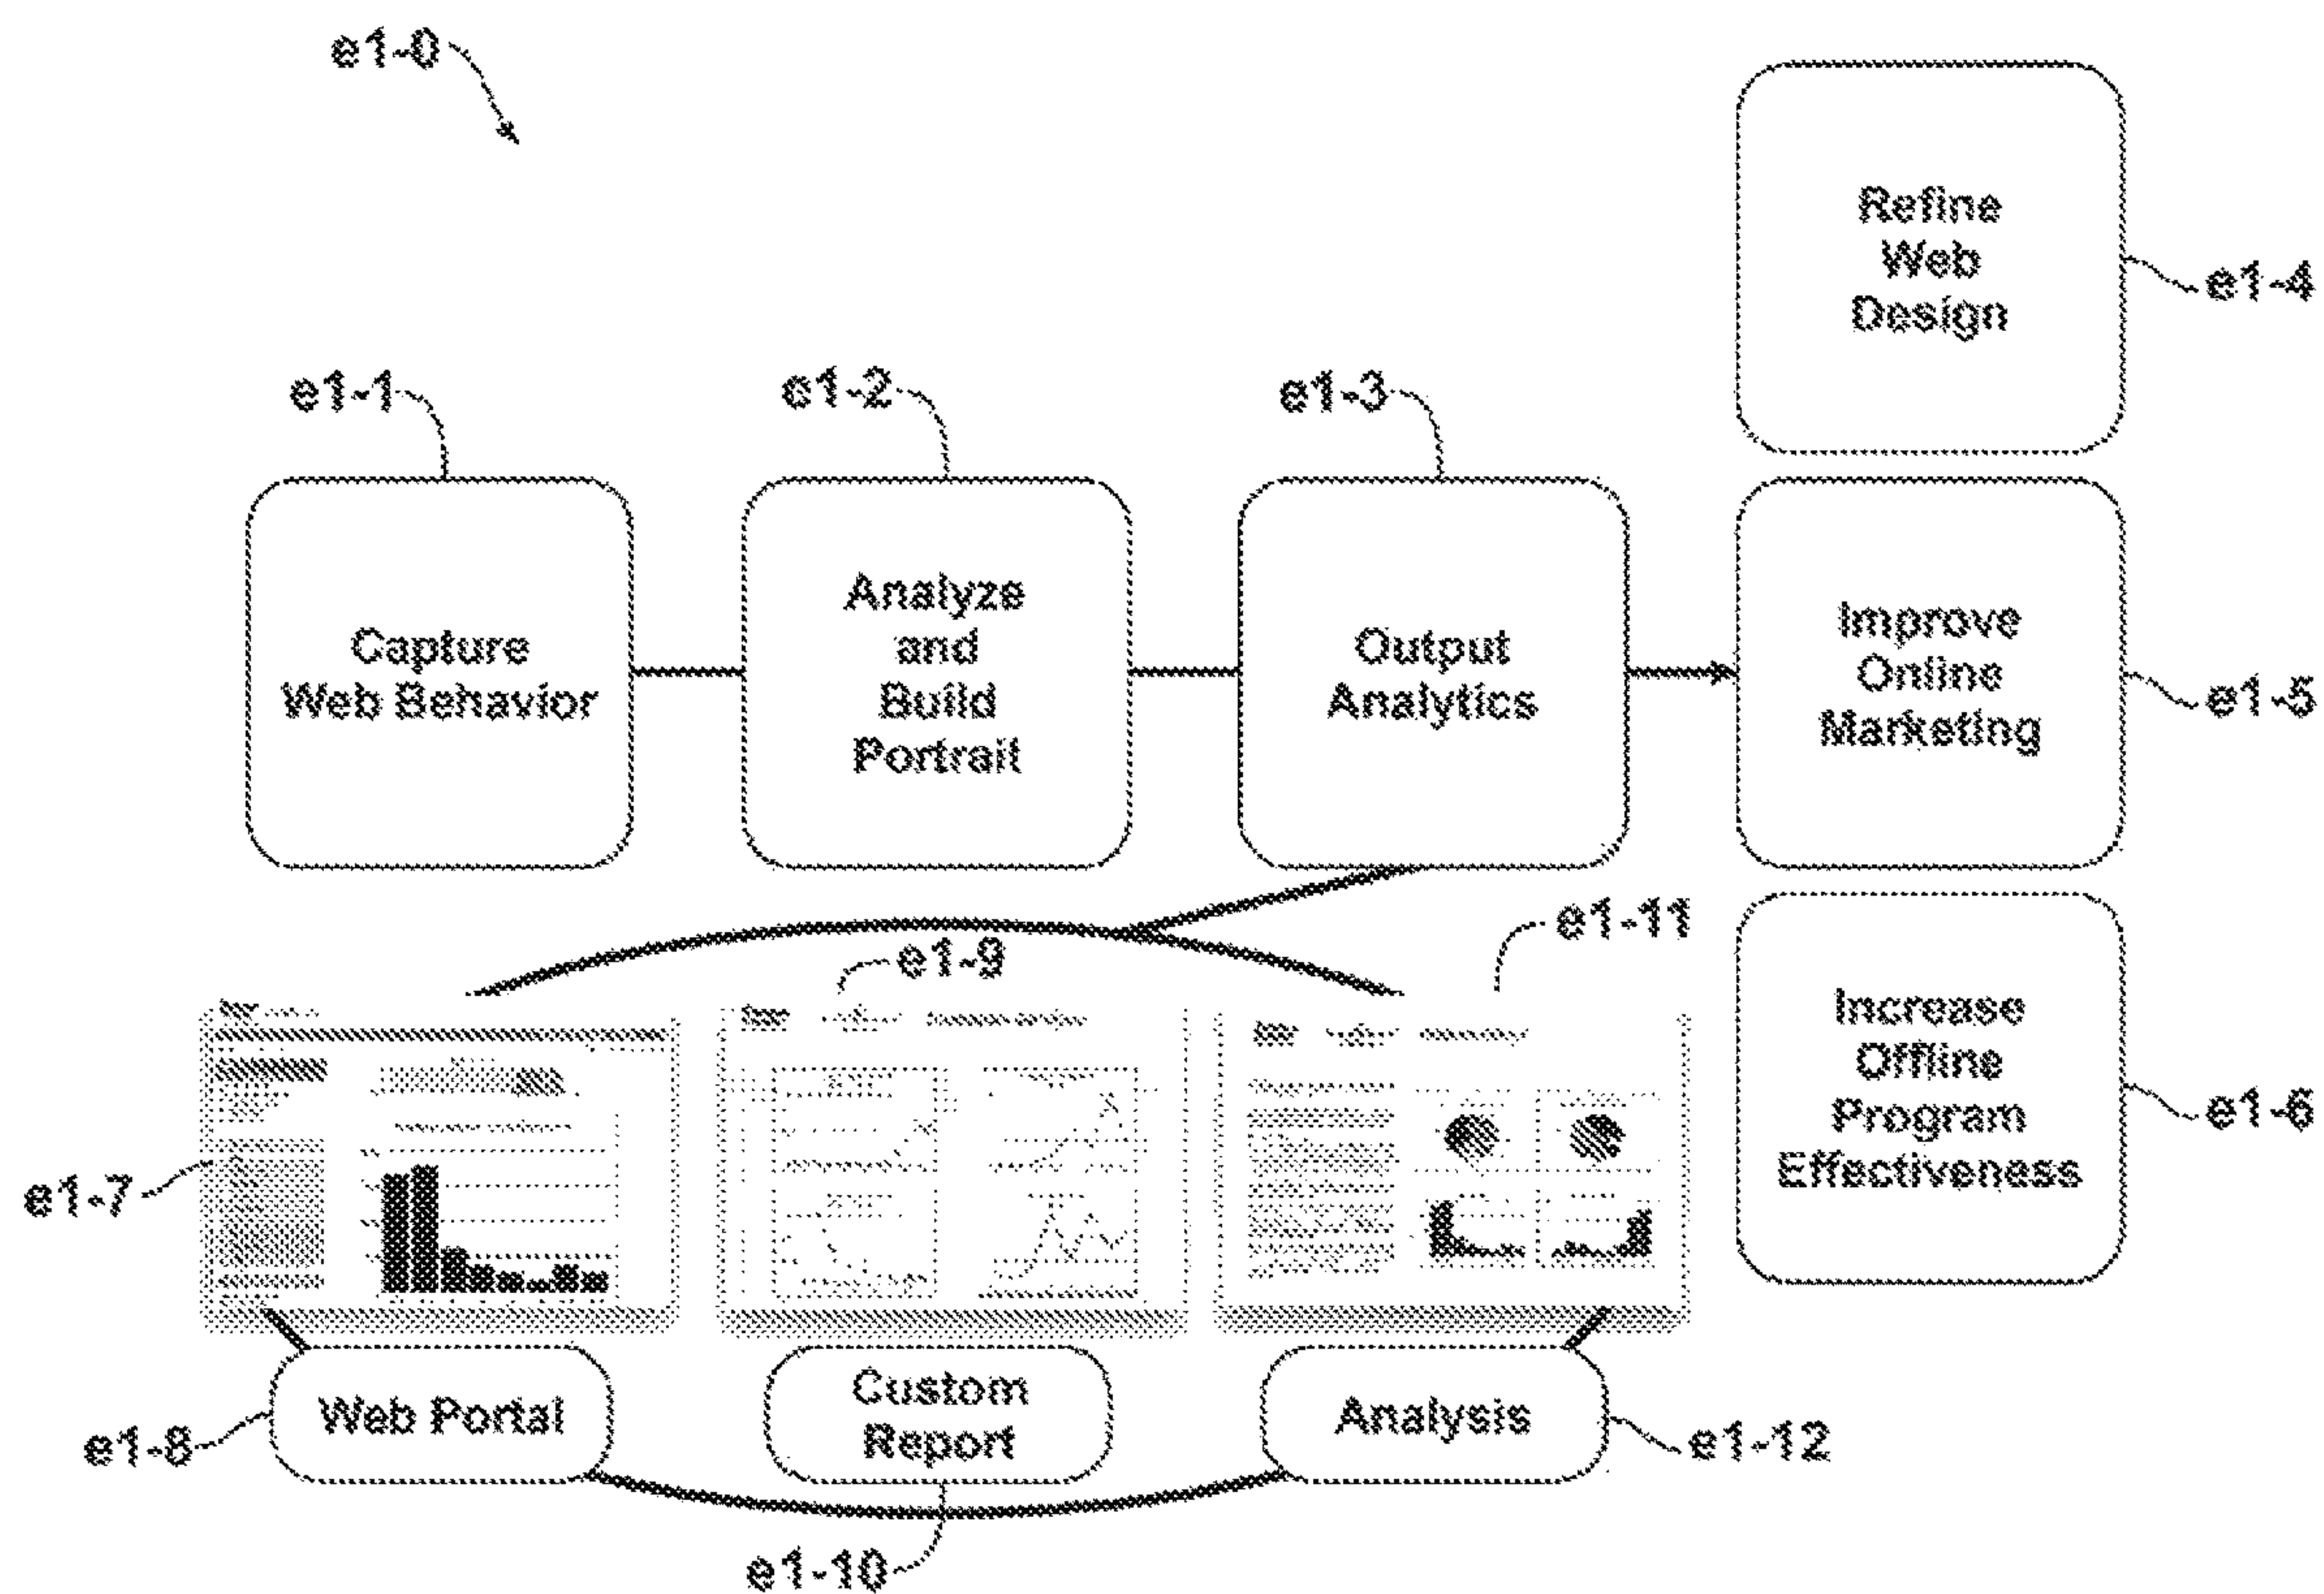 e1-0
Refine
Web
Design
e1-4
e1-1
e1-2
e1-3
Capture
Web Behavior
Analyze
and
Build
Portrait
Output
Analytics
Improve
Online
Marketing
e1-5
e1-9
e1-11
Increase
Offline
Program
Effectiveness
e1-6
e1-7
Web Portal
Custom
Report
Analysis
e1-8
e1-12
e1-10